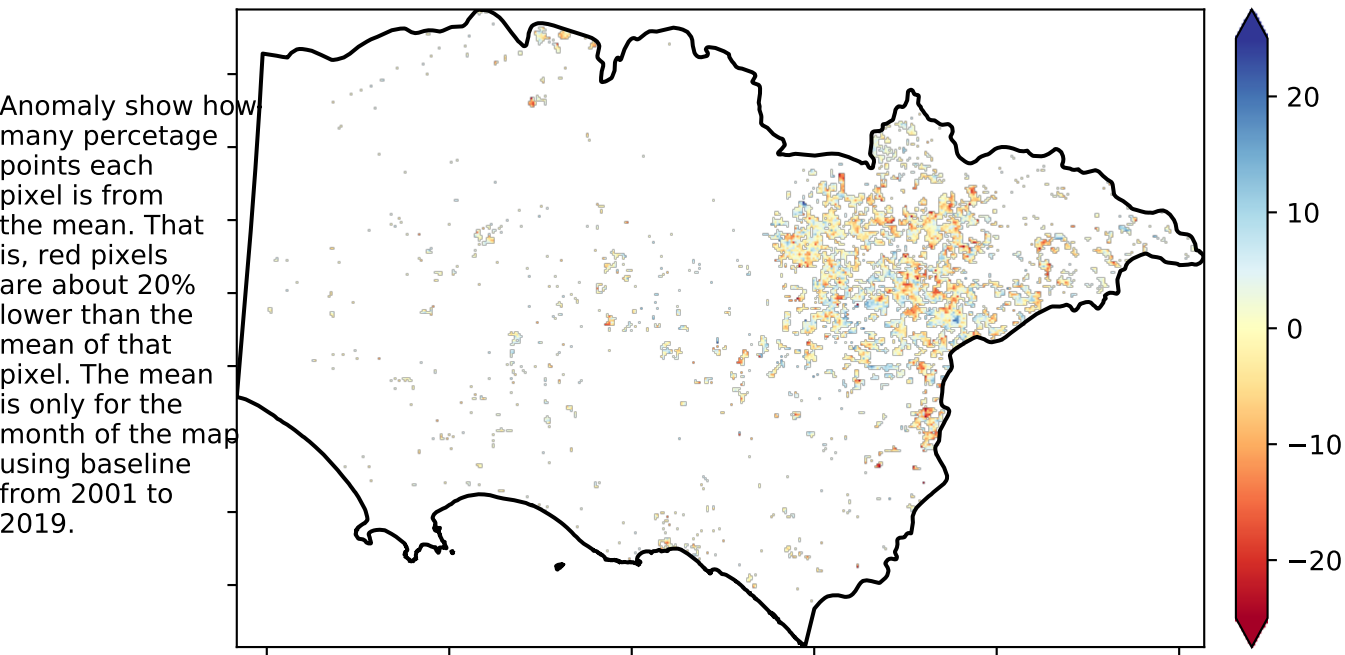 Anomaly show how
many percetage
points each
pixel is from
the mean. That
is, red pixels
are about 20%
lower than the
mean of that
pixel. The mean
is only for the
month of the map
using baseline
from 2001 to
2019.
20
10
0
−10
−20